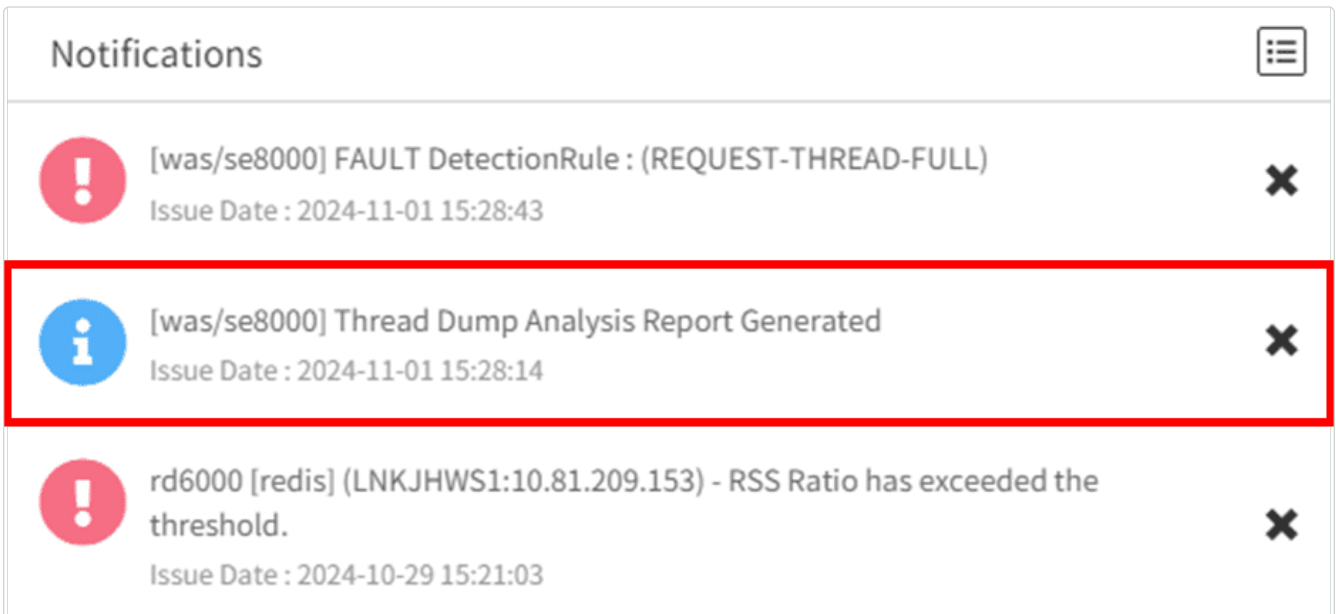 Notifications
[was/se8000] FAULT DetectionRule : (REQUEST-THREAD-FULL)
Issue Date : 2024-11-01 15:28:43
[was/se8000] Thread Dump Analysis Report Generated
Issue Date : 2024-11-01 15:28:14
rd6000 [redis] (LNKJHWS1:10.81.209.153) - RSS Ratio has exceeded the
threshold.
Issue Date : 2024-10-29 15:21:03